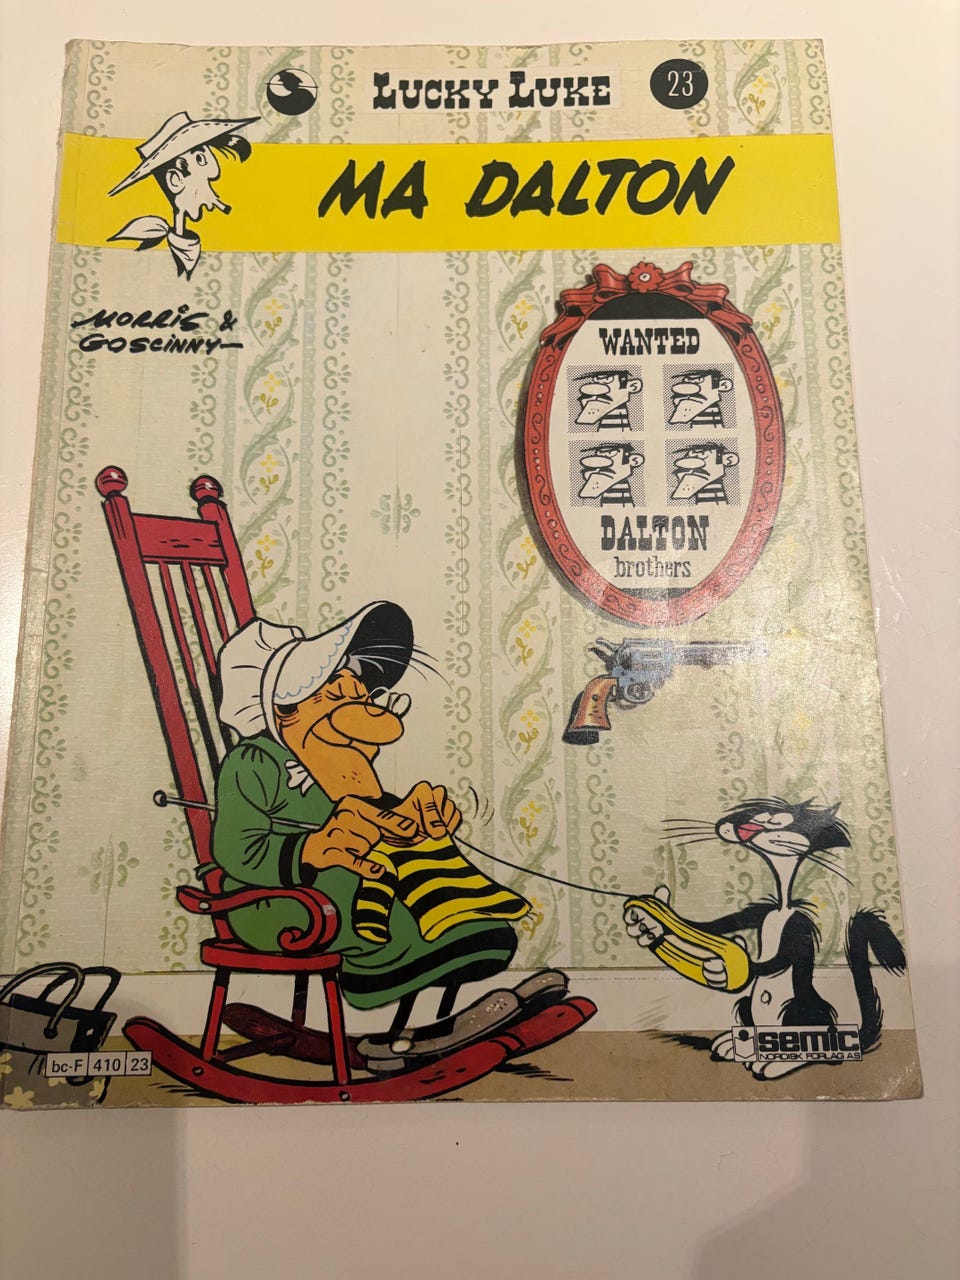 LUCKY LUKE 23
MA DALTON
MORRIS &
GOSCINNY
WANTED
DALTON
brothers
semic
NORDISK FORLAG AS
bc-F 410 23